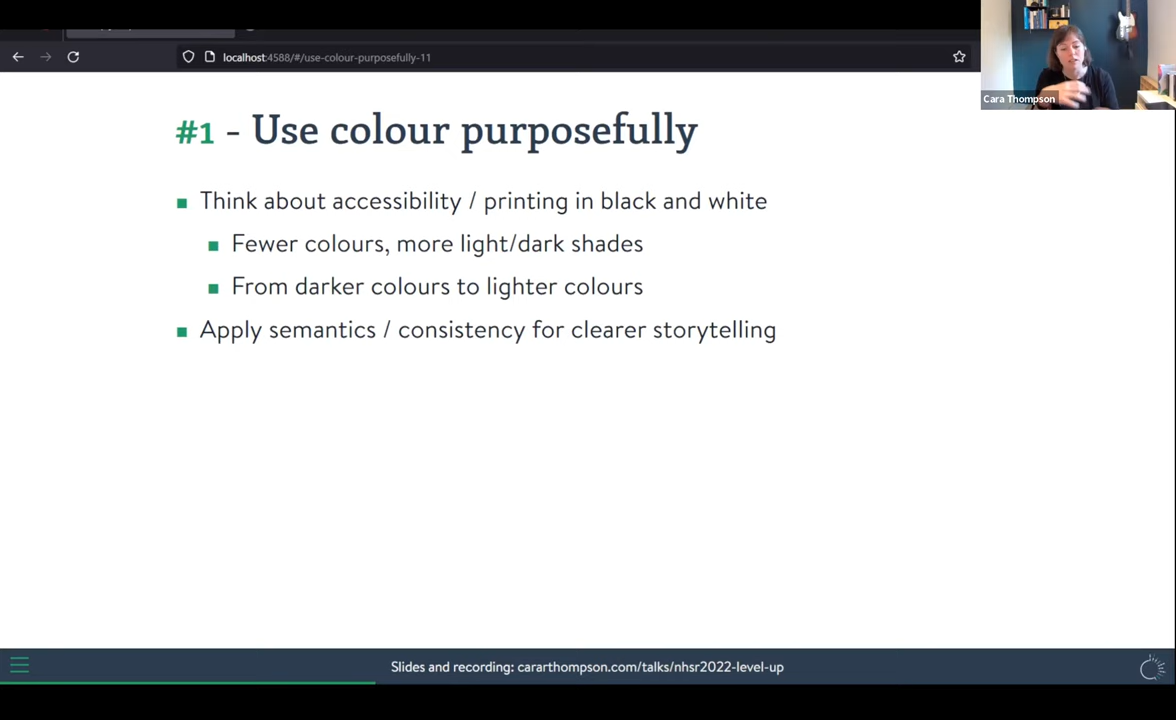 localhost:4588/#/use-colour-purposefully-11
Cara Thompson
#1 - Use colour purposefully
Think about accessibility / printing in black and white
Fewer colours, more light/dark shades
From darker colours to lighter colours
Apply semantics / consistency for clearer storytelling
Slides and recording: cararthompson.com/talks/nhsr2022-level-up